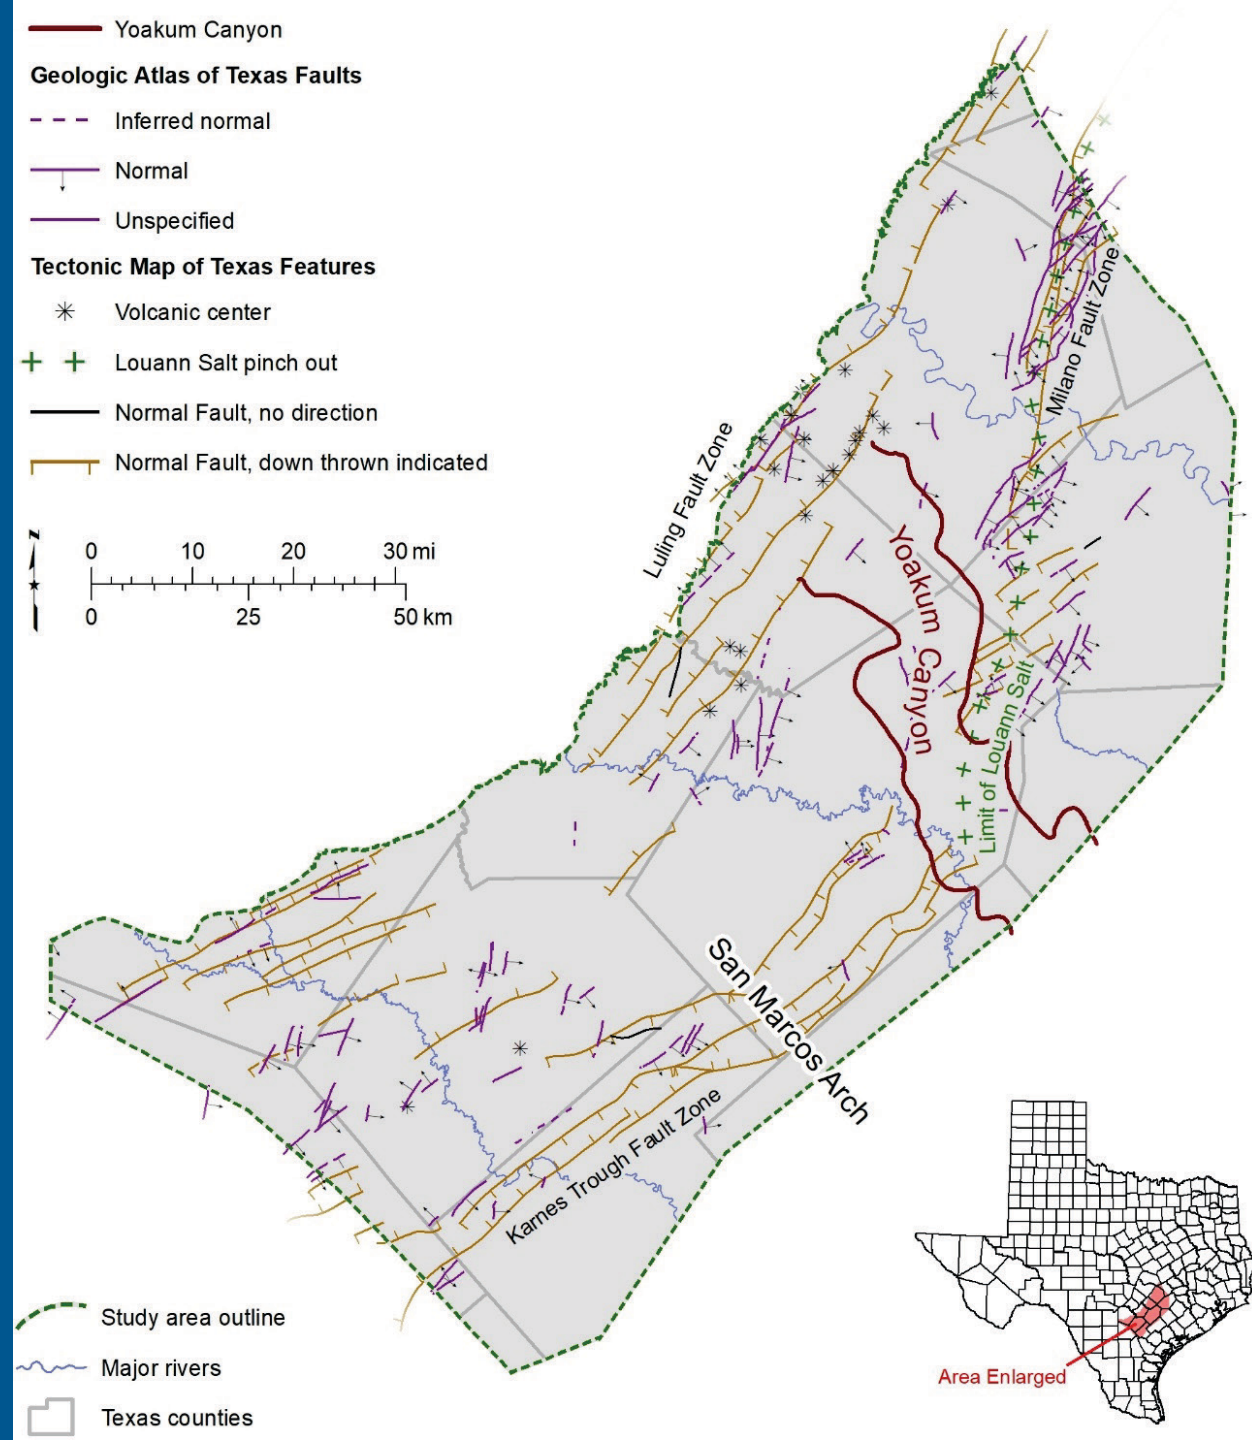 Yoakum Canyon
Geologic Atlas of Texas Faults
Inferred normal
Normal
Unspecified
Tectonic Map of Texas Features
Volcanic center
Louann Salt pinch out
Normal Fault, no direction
Normal Fault, down thrown indicated
z
0 10 20 30 mi
0 25 50 km
Milano Fault Zone
Luling Fault Zone
Yoakum Canyon
Limit of Louann Salt
San Marcos Arch
Karnes Trough Fault Zone
Study area outline
Major rivers
Texas counties
Area Enlarged